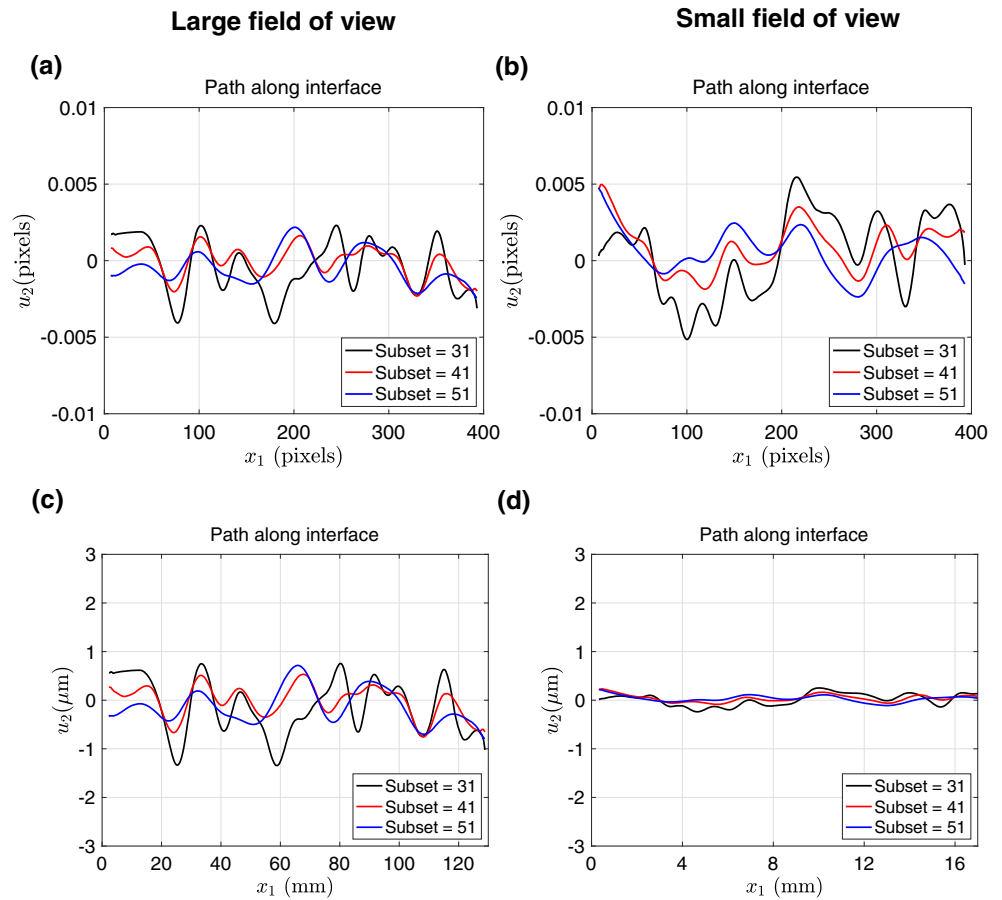 Large field of view
Small field of view
(a)
Path along interface
0.01
0.005
0
-0.005
-0.01
u₂(pixels)
0 100 200 300 400
x₁ (pixels)
Subset = 31
Subset = 41
Subset = 51
(b)
Path along interface
0.01
0.005
0
-0.005
-0.01
u₂(pixels)
0 100 200 300 400
x₁ (pixels)
Subset = 31
Subset = 41
Subset = 51
(c)
Path along interface
3
2
1
0
-1
-2
-3
u₂(μm)
0 20 40 60 80 100 120
x₁ (mm)
Subset = 31
Subset = 41
Subset = 51
(d)
Path along interface
3
2
1
0
-1
-2
-3
u₂(μm)
0 4 8 12 16
x₁ (mm)
Subset = 31
Subset = 41
Subset = 51